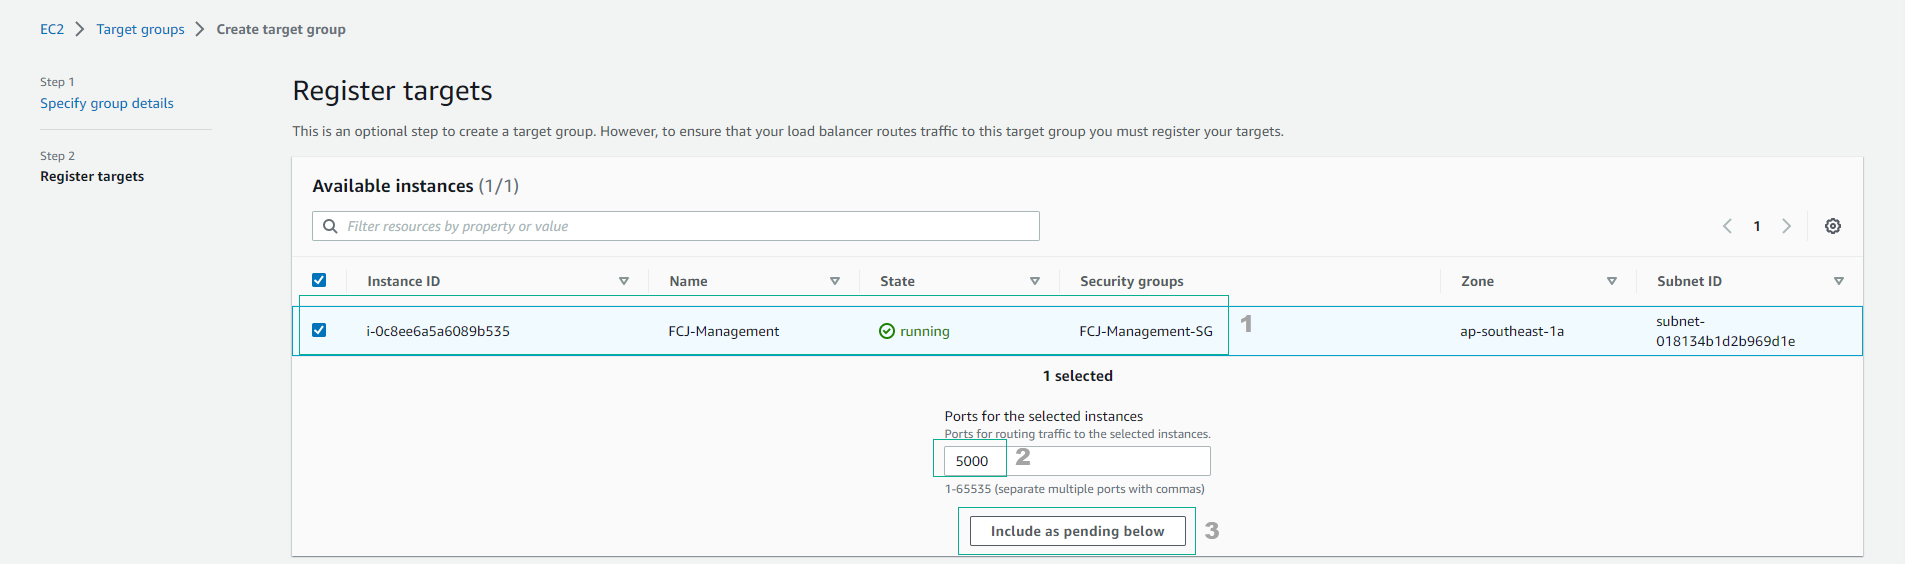 EC2 > Target groups > Create target group
Step 1
Specify group details
Step 2
Register targets
Register targets
This is an optional step to create a target group. However, to ensure that your load balancer routes traffic to this target group you must register your targets.
Available instances (1/1)
Filter resources by property or value
1
Instance ID Name State Security groups Zone Subnet ID
i-0c8ee6a5a6089b535 FCJ-Management running FCJ-Management-SG 1 ap-southeast-1a subnet-
018134b1d2b969d1e
1 selected
Ports for the selected instances
Ports for routing traffic to the selected instances.
5000 2
1-65535 (separate multiple ports with commas)
Include as pending below 3